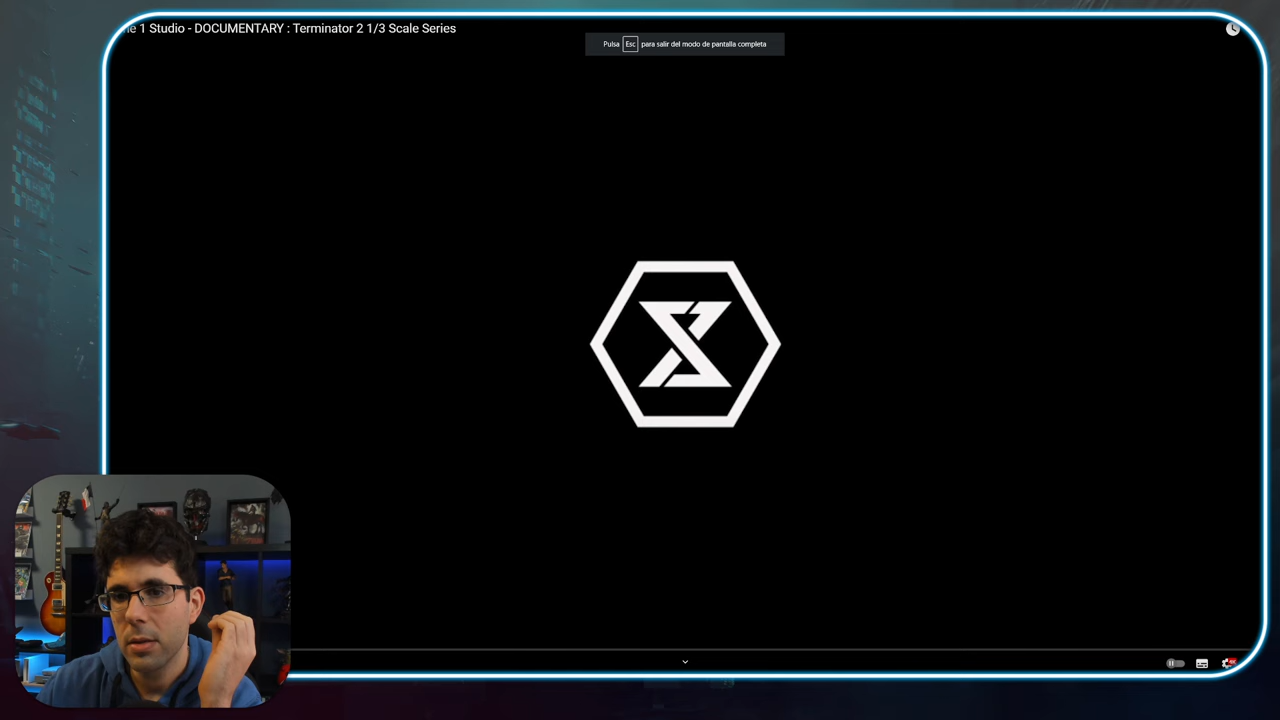 e 1 Studio - DOCUMENTARY : Terminator 2 1/3 Scale Series
Pulsa Esc para salir del modo de pantalla completa